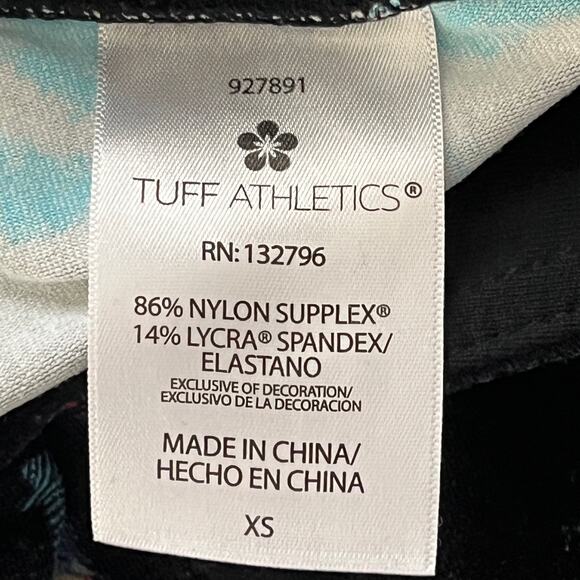 927891
TUFF ATHLETICS®
RN: 132796
86% NYLON SUPPLEX®
14% LYCRA® SPANDEX/
ELASTANO
EXCLUSIVE OF DECORATION/
EXCLUSIVO DE LA DECORACION
MADE IN CHINA/
HECHO EN CHINA
XS